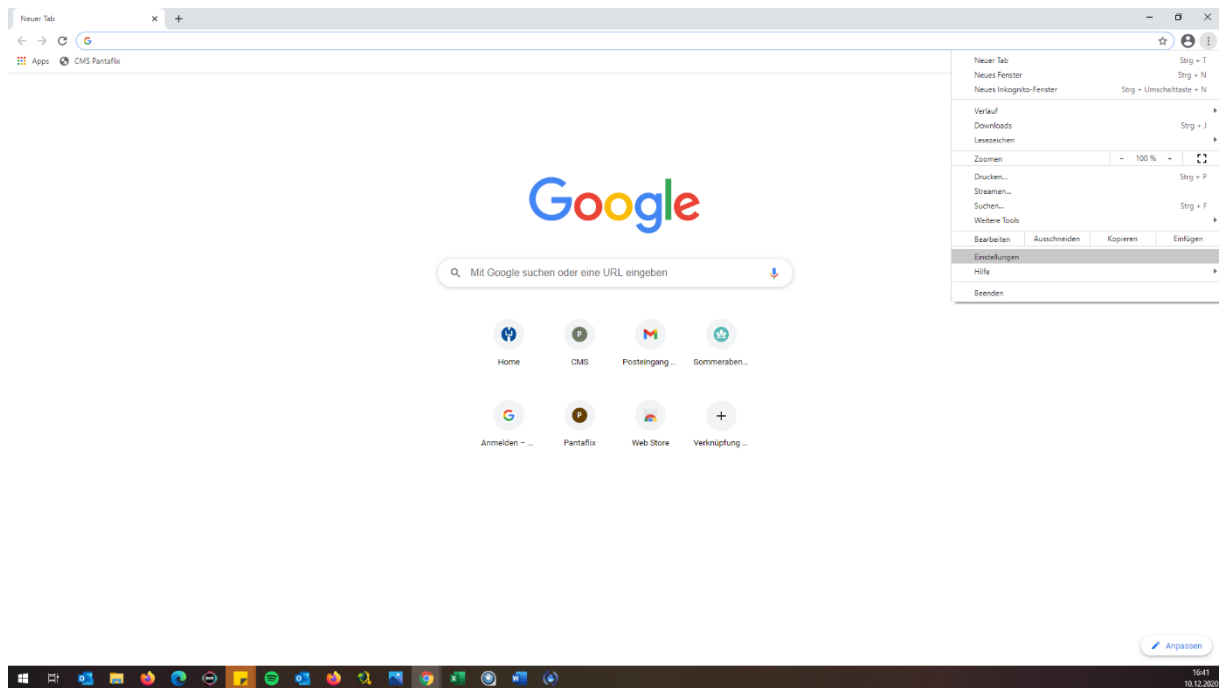 Neuer Tab
Apps CMS Pantaflix
Neuer Tab Strg + T
Neues Fenster Strg + N
Neues Inkognito-Fenster Strg + Umschalttaste + N
Verlauf
Downloads Strg + J
Lesezeichen
Zoomen - 100 % +
Drucken... Strg + P
Streamen...
Suchen... Strg + F
Weitere Tools
Bearbeiten Ausschneiden Kopieren Einfügen
Einstellungen
Hilfe
Beenden
Google
Mit Google suchen oder eine URL eingeben
Home CMS Posteingang ... Sommeraben...
Anmelden – ... Pantaflix Web Store Verknüpfung ...
Anpassen
16:41
10.12.2020